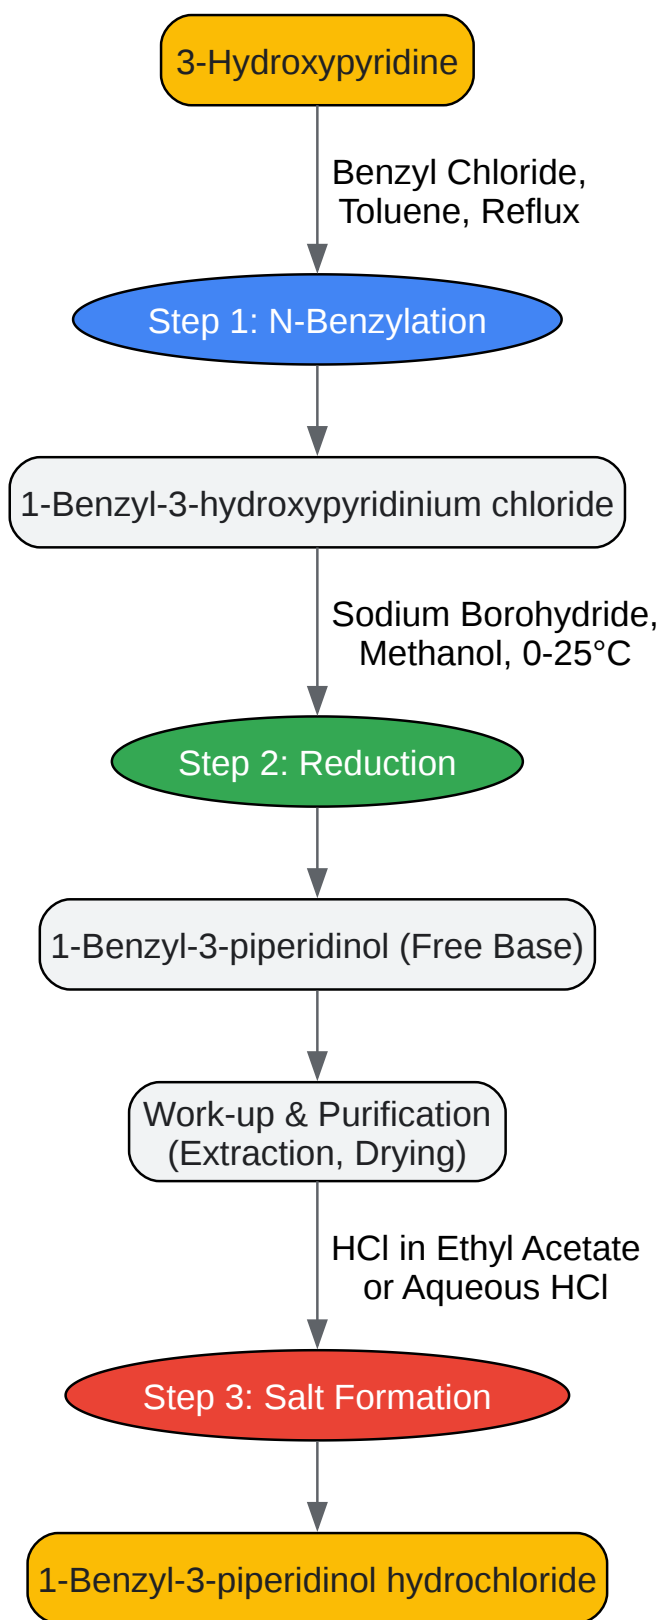 3-Hydroxypyridine
Benzyl Chloride,
Toluene, Reflux
Step 1: N-Benzylation
1-Benzyl-3-hydroxypyridinium chloride
Sodium Borohydride,
Methanol, 0-25°C
Step 2: Reduction
1-Benzyl-3-piperidinol (Free Base)
Work-up & Purification
(Extraction, Drying)
HCl in Ethyl Acetate
or Aqueous HCl
Step 3: Salt Formation
1-Benzyl-3-piperidinol hydrochloride